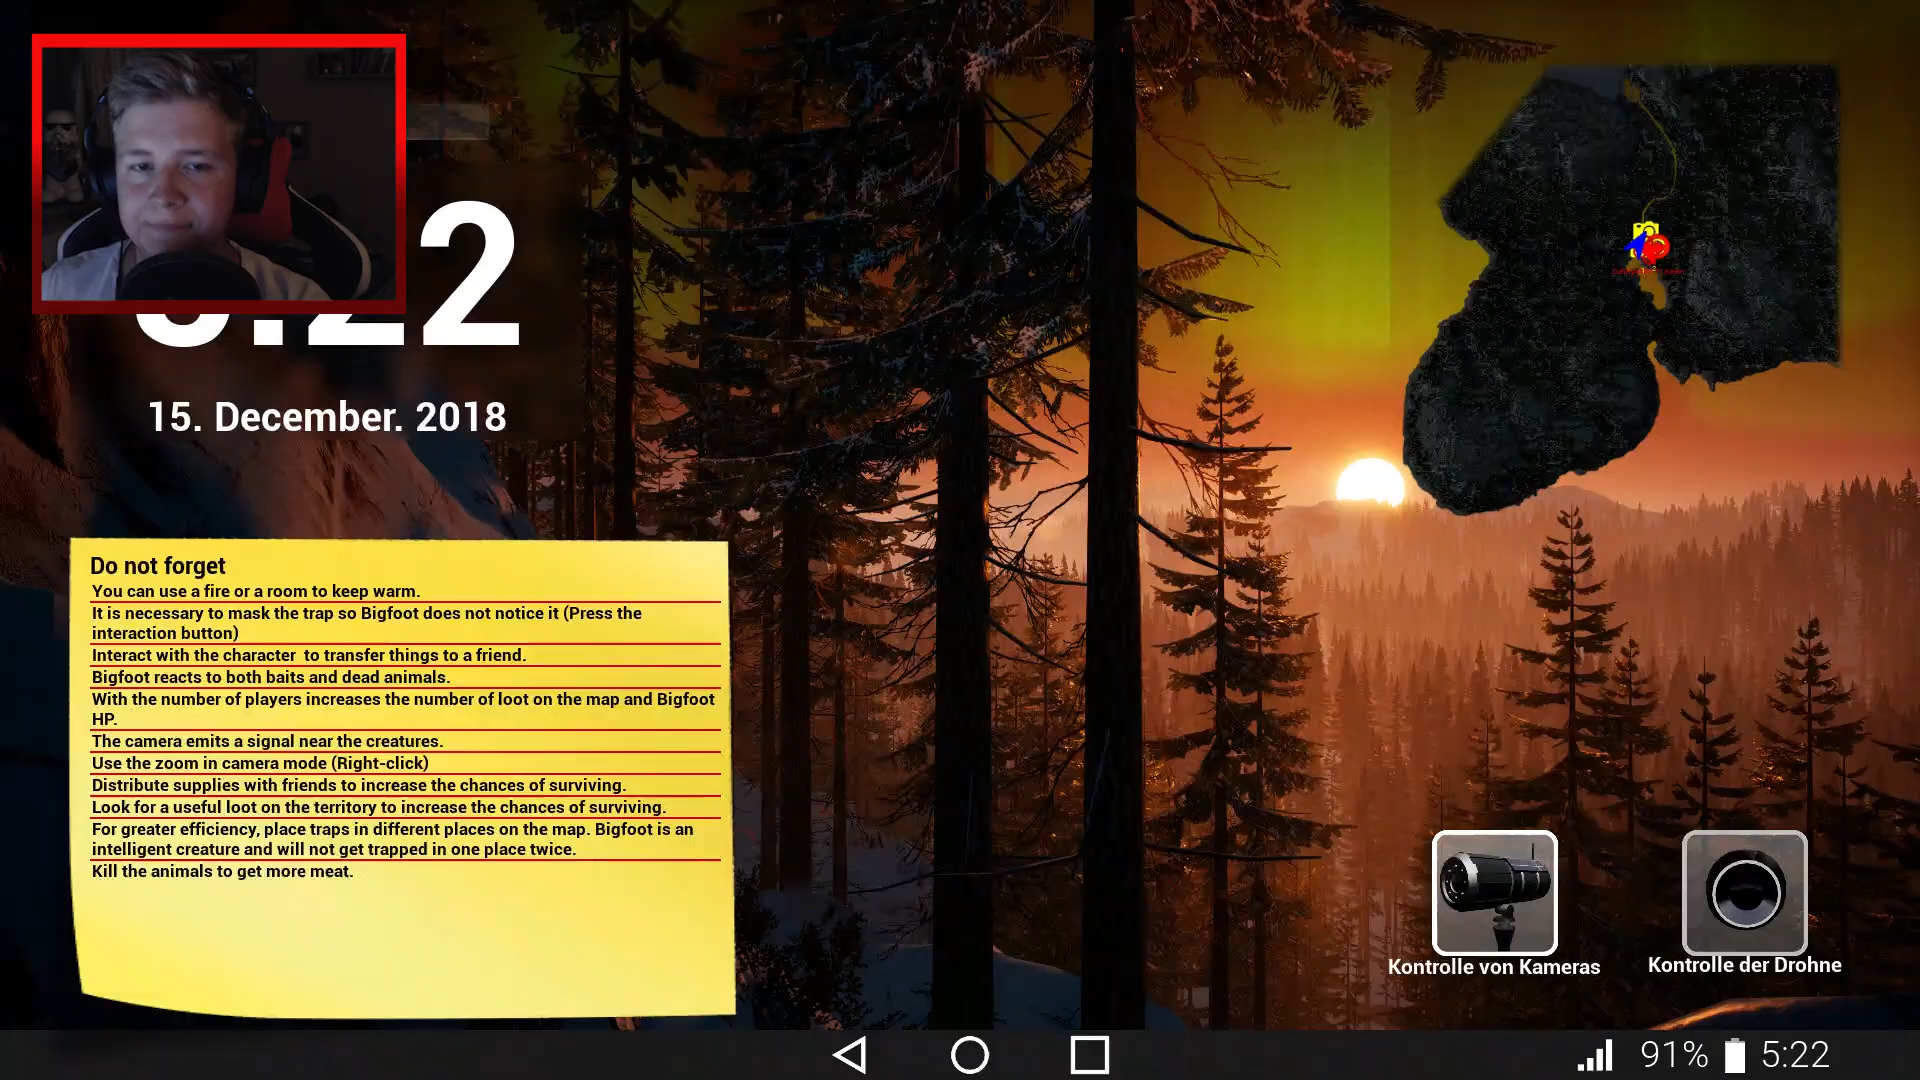 5:22
15. December. 2018
Do not forget
You can use a fire or a room to keep warm.
It is necessary to mask the trap so Bigfoot does not notice it (Press the
interaction button)
Interact with the character  to transfer things to a friend.
Bigfoot reacts to both baits and dead animals.
With the number of players increases the number of loot on the map and Bigfoot
HP.
The camera emits a signal near the creatures.
Use the zoom in camera mode (Right-click)
Distribute supplies with friends to increase the chances of surviving.
Look for a useful loot on the territory to increase the chances of surviving.
For greater efficiency, place traps in different places on the map. Bigfoot is an
intelligent creature and will not get trapped in one place twice.
Kill the animals to get more meat.
Kontrolle von Kameras
Kontrolle der Drohne
91% 5:22